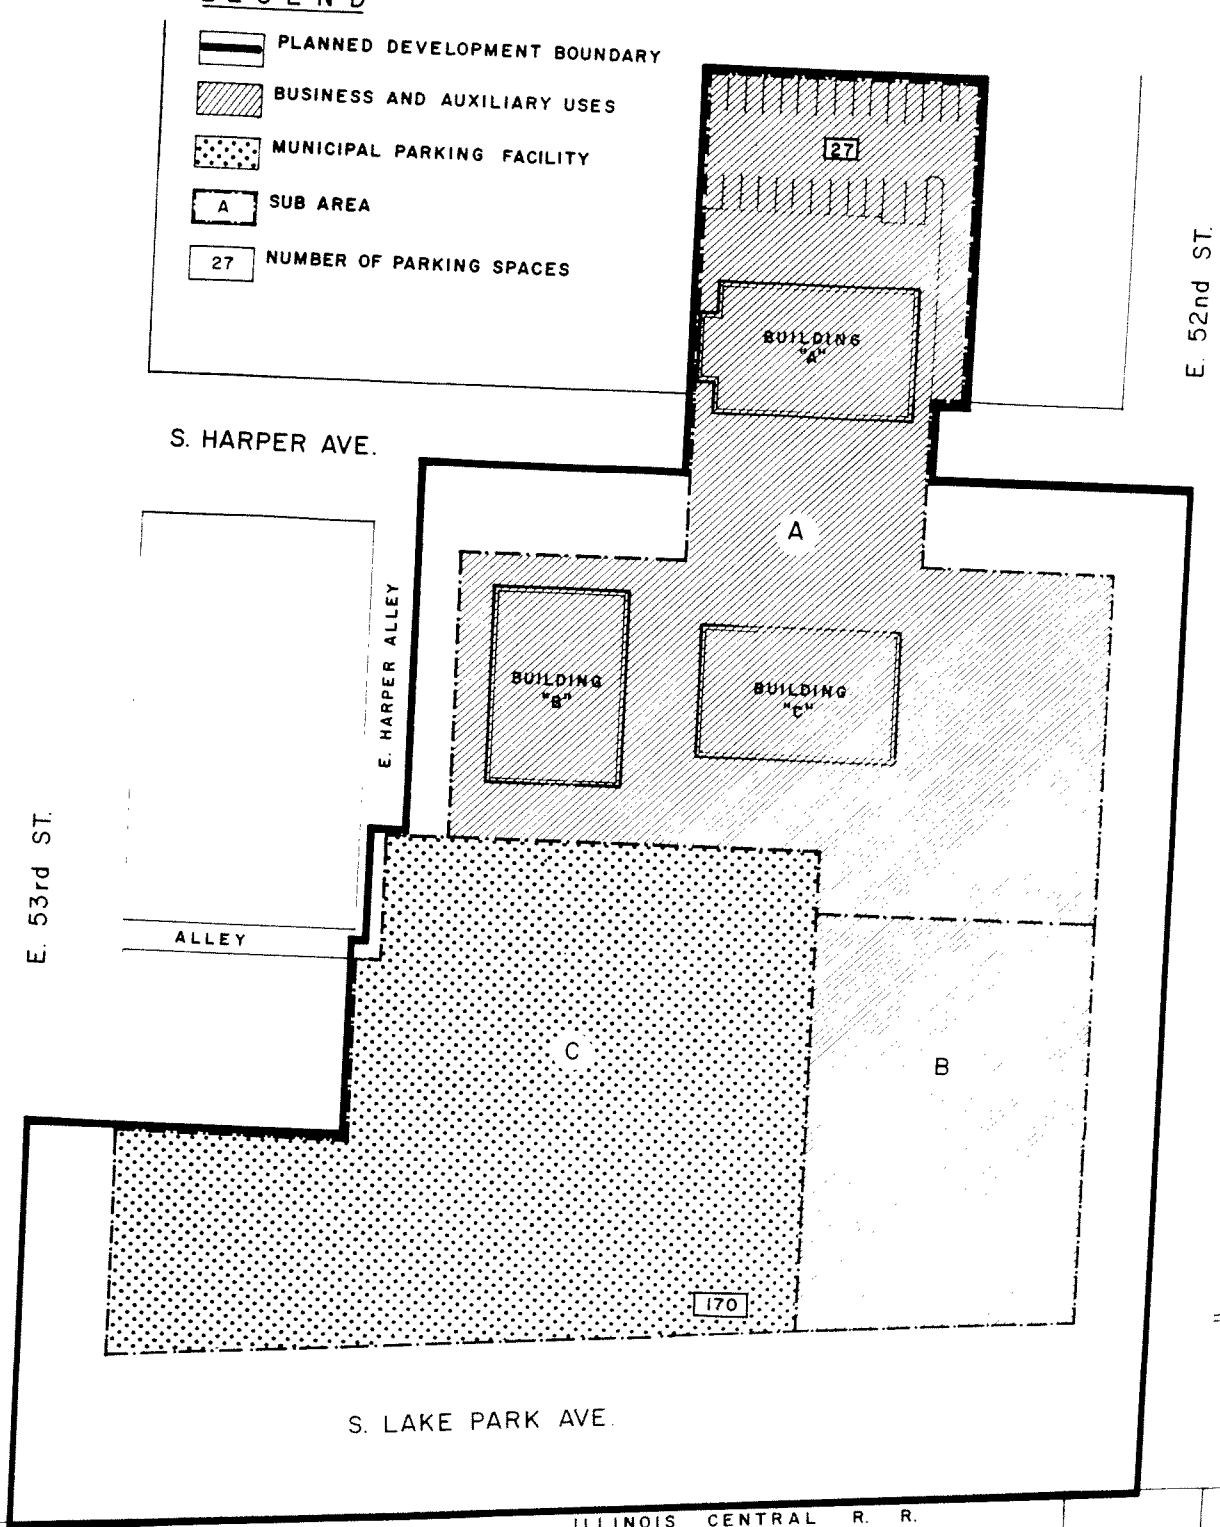 LEGEND
PLANNED DEVELOPMENT BOUNDARY
BUSINESS AND AUXILIARY USES
MUNICIPAL PARKING FACILITY
A SUB AREA
27 NUMBER OF PARKING SPACES
27
E. 52nd ST.
BUILDING
"A"
S. HARPER AVE.
A
E. HARPER ALLEY
BUILDING
"B"
BUILDING
"C"
E. 53rd ST.
ALLEY
C
B
170
S. LAKE PARK AVE.
ILLINOIS CENTRAL R. R.